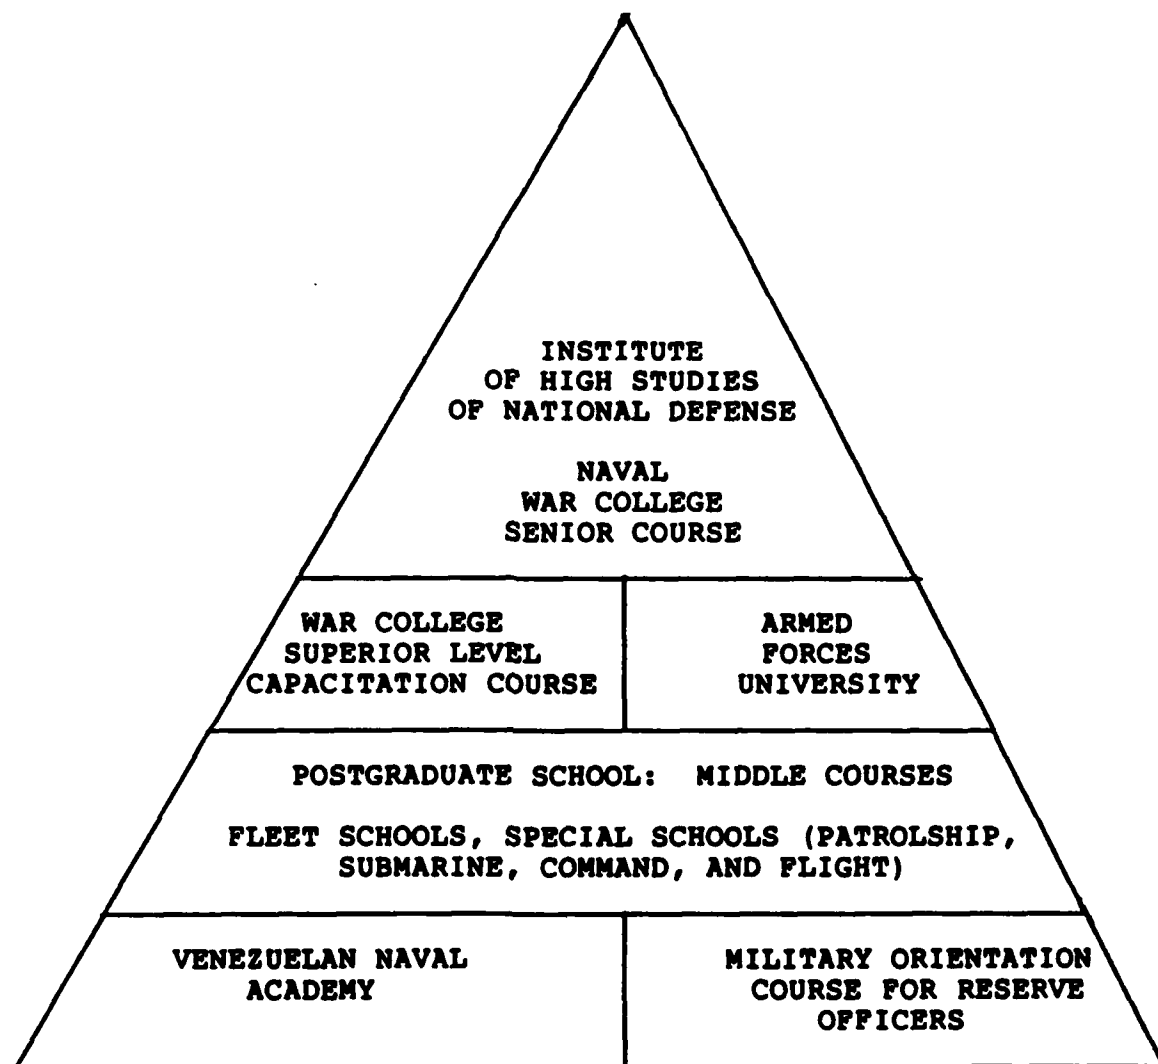 INSTITUTE
OF HIGH STUDIES
OF NATIONAL DEFENSE
NAVAL
WAR COLLEGE
SENIOR COURSE
WAR COLLEGE
SUPERIOR LEVEL
CAPACITATION COURSE
ARMED
FORCES
UNIVERSITY
POSTGRADUATE SCHOOL: MIDDLE COURSES
FLEET SCHOOLS, SPECIAL SCHOOLS (PATROLSHIP,
SUBMARINE, COMMAND, AND FLIGHT)
VENEZUELAN NAVAL
ACADEMY
MILITARY ORIENTATION
COURSE FOR RESERVE
OFFICERS